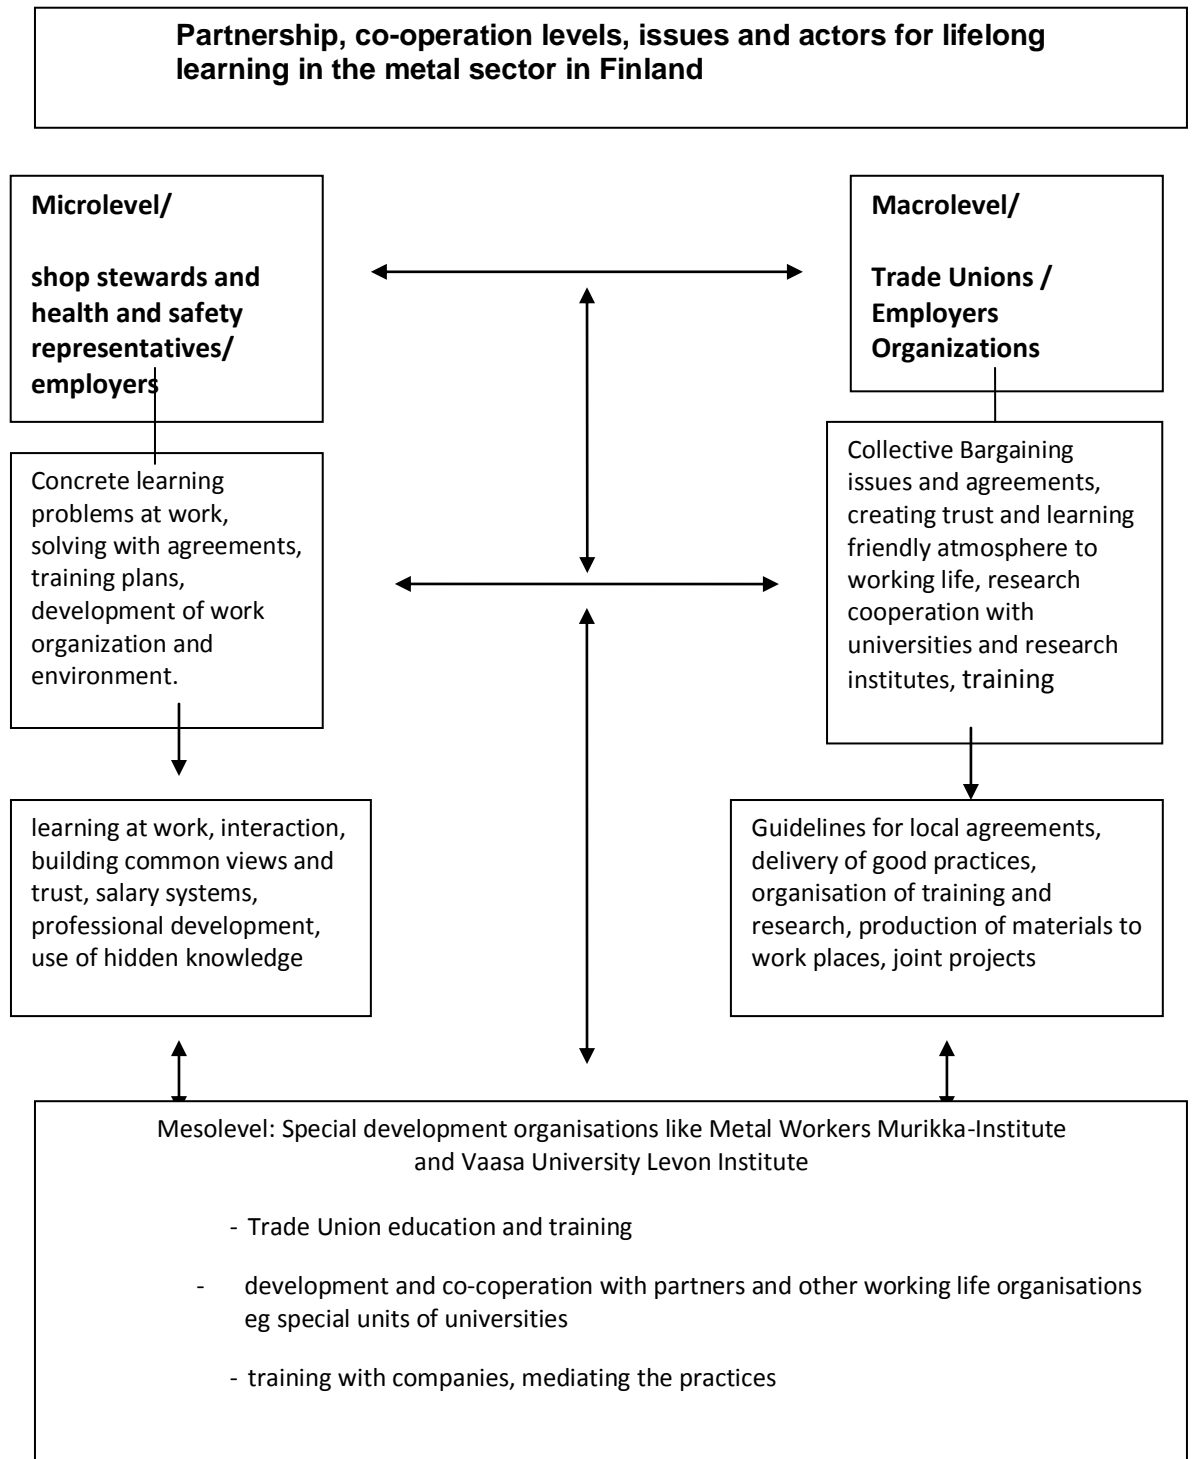 Partnership, co-operation levels, issues and actors for lifelong
learning in the metal sector in Finland
Microlevel/
shop stewards and
health and safety
representatives/
employers
Macrolevel/
Trade Unions /
Employers
Organizations
Concrete learning
problems at work,
solving with agreements,
training plans,
development of work
organization and
environment.
Collective Bargaining
issues and agreements,
creating trust and learning
friendly atmosphere to
working life, research
cooperation with
universities and research
institutes, training
learning at work, interaction,
building common views and
trust, salary systems,
professional development,
use of hidden knowledge
Guidelines for local agreements,
delivery of good practices,
organisation of training and
research, production of materials to
work places, joint projects
Mesolevel: Special development organisations like Metal Workers Murikka-Institute
and Vaasa University Levon Institute
- Trade Union education and training
- development and co-coperation with partners and other working life organisations
eg special units of universities
- training with companies, mediating the practices